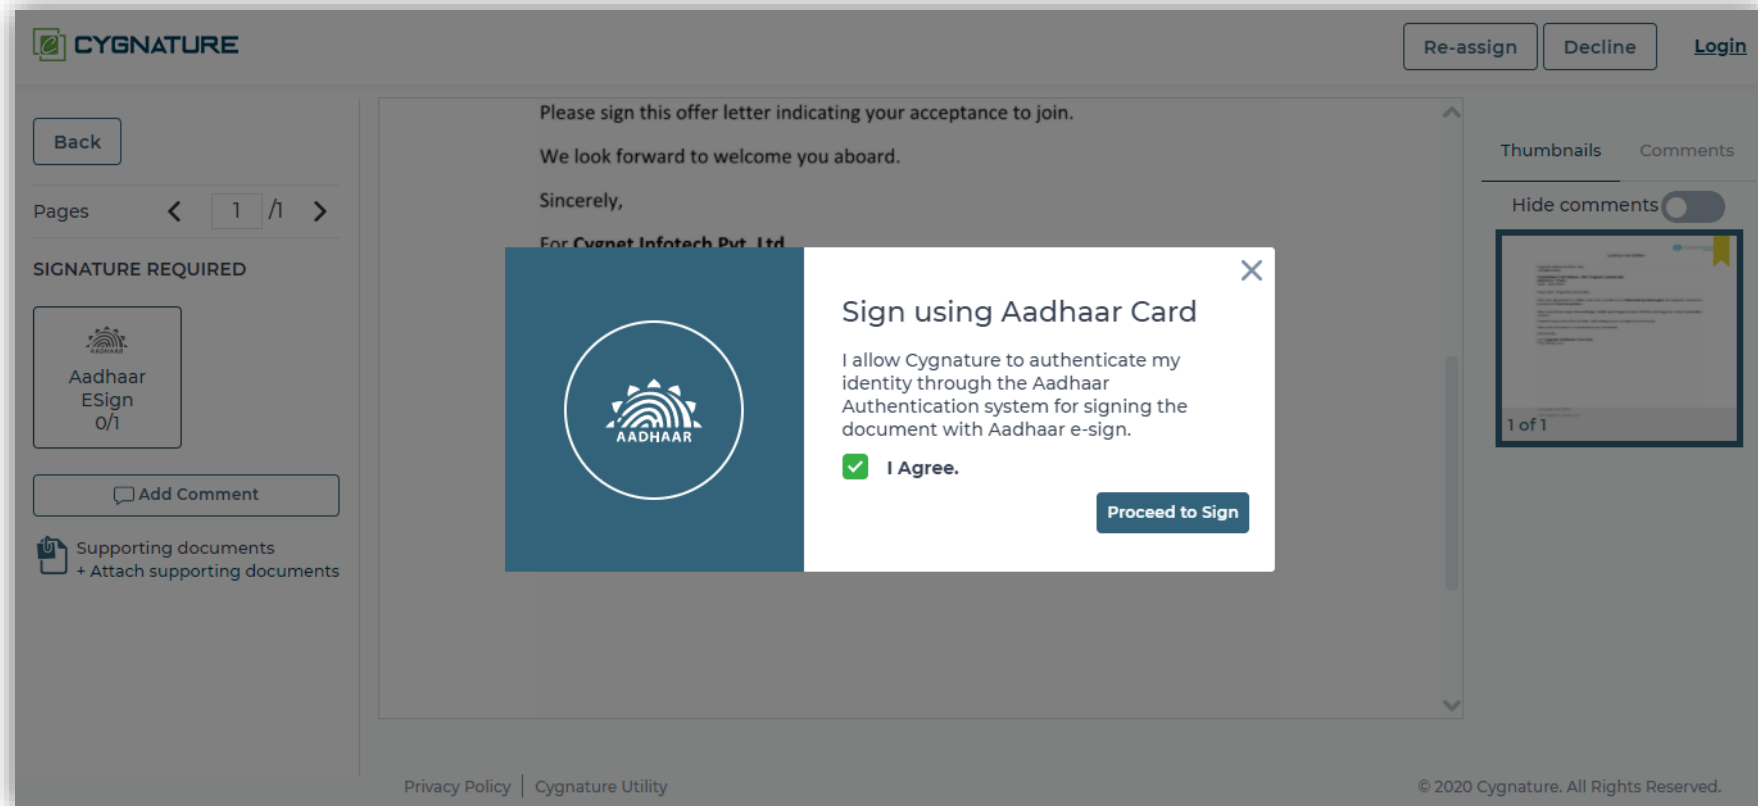 CYGNATURE
Re-assign
Decline
Login
Back
Pages
1 /1
SIGNATURE REQUIRED
AADHAAR
Aadhaar
ESign
0/1
Add Comment
Supporting documents
+ Attach supporting documents
Please sign this offer letter indicating your acceptance to join.
We look forward to welcome you aboard.
Sincerely,
For Cygnet Infotech Pvt. Ltd
AADHAAR
Sign using Aadhaar Card
I allow Cygnature to authenticate my
identity through the Aadhaar
Authentication system for signing the
document with Aadhaar e-sign.
I Agree.
Proceed to Sign
Thumbnails
Comments
Hide comments
1 of 1
Privacy Policy
Cygnature Utility
© 2020 Cygnature. All Rights Reserved.